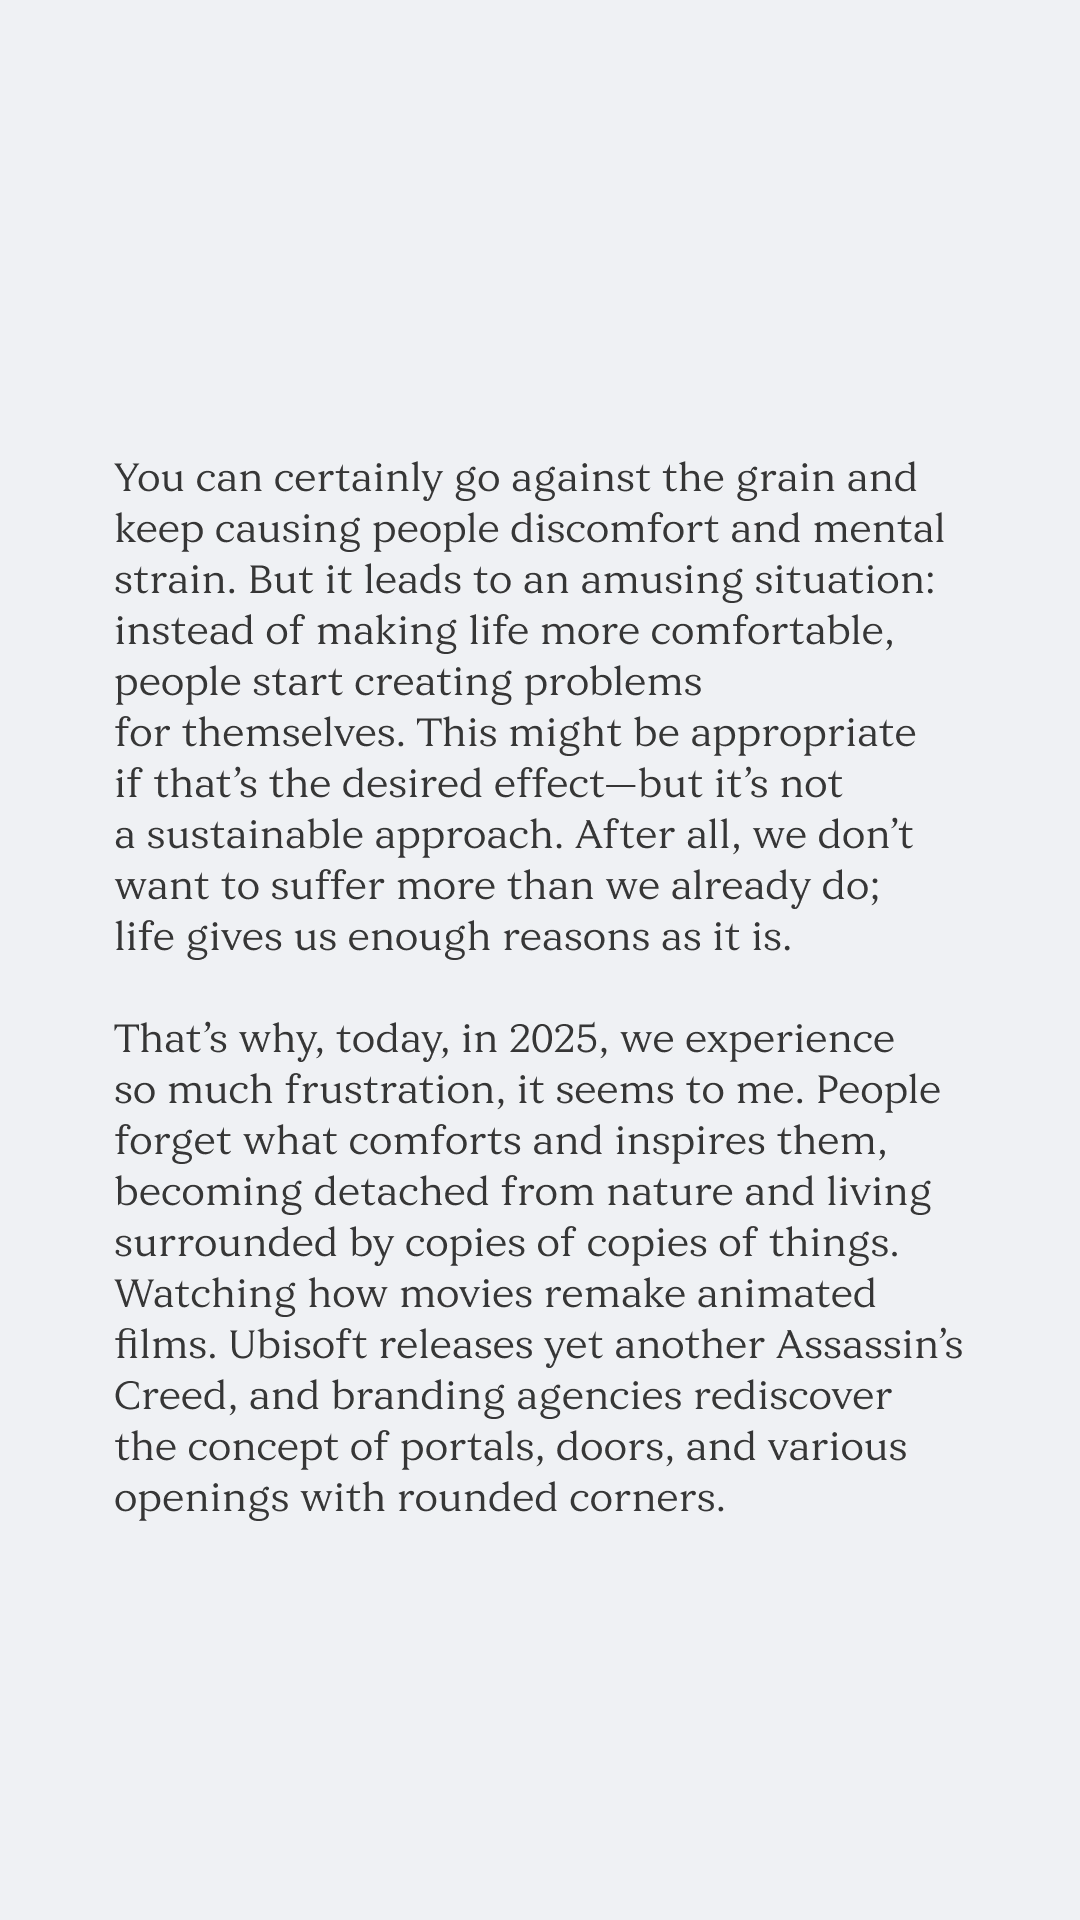 You can certainly go against the grain and
keep causing people discomfort and mental
strain. But it leads to an amusing situation:
instead of making life more comfortable,
people start creating problems
for themselves. This might be appropriate
if that’s the desired effect—but it’s not
a sustainable approach. After all, we don’t
want to suffer more than we already do;
life gives us enough reasons as it is.

That’s why, today, in 2025, we experience
so much frustration, it seems to me. People
forget what comforts and inspires them,
becoming detached from nature and living
surrounded by copies of copies of things.
Watching how movies remake animated
films. Ubisoft releases yet another Assassin’s
Creed, and branding agencies rediscover
the concept of portals, doors, and various
openings with rounded corners.